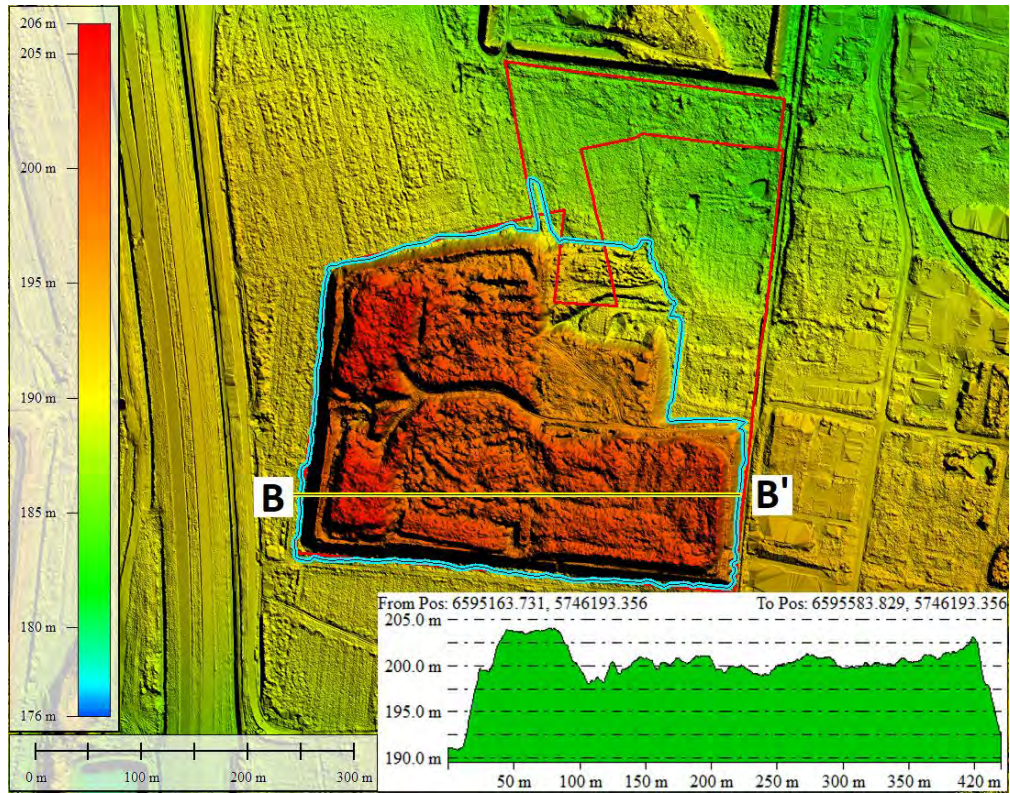 206 m
205 m
200 m
195 m
190 m
185 m
180 m
176 m
0 m 100 m 200 m 300 m
B B'
From Pos: 6595163.731, 5746193.356 To Pos: 6595583.829, 5746193.356
205.0 m
200.0 m
195.0 m
190.0 m
50 m 100 m 150 m 200 m 250 m 300 m 350 m 420 m